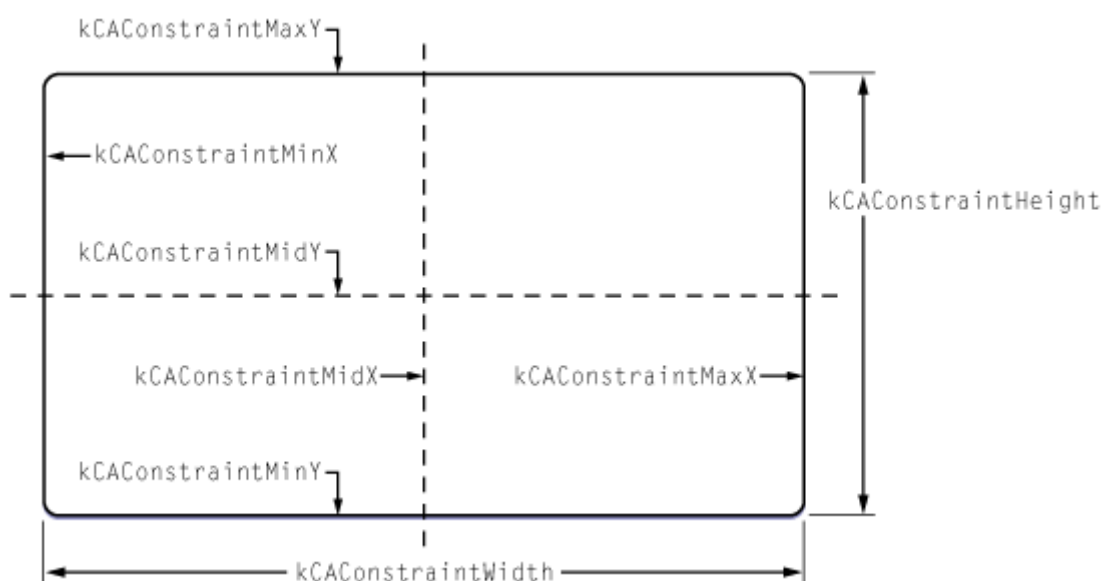 kCAConstraintMaxY
kCAConstraintMinX
kCAConstraintHeight
kCAConstraintMidY
kCAConstraintMidX
kCAConstraintMaxX
kCAConstraintMinY
kCAConstraintWidth